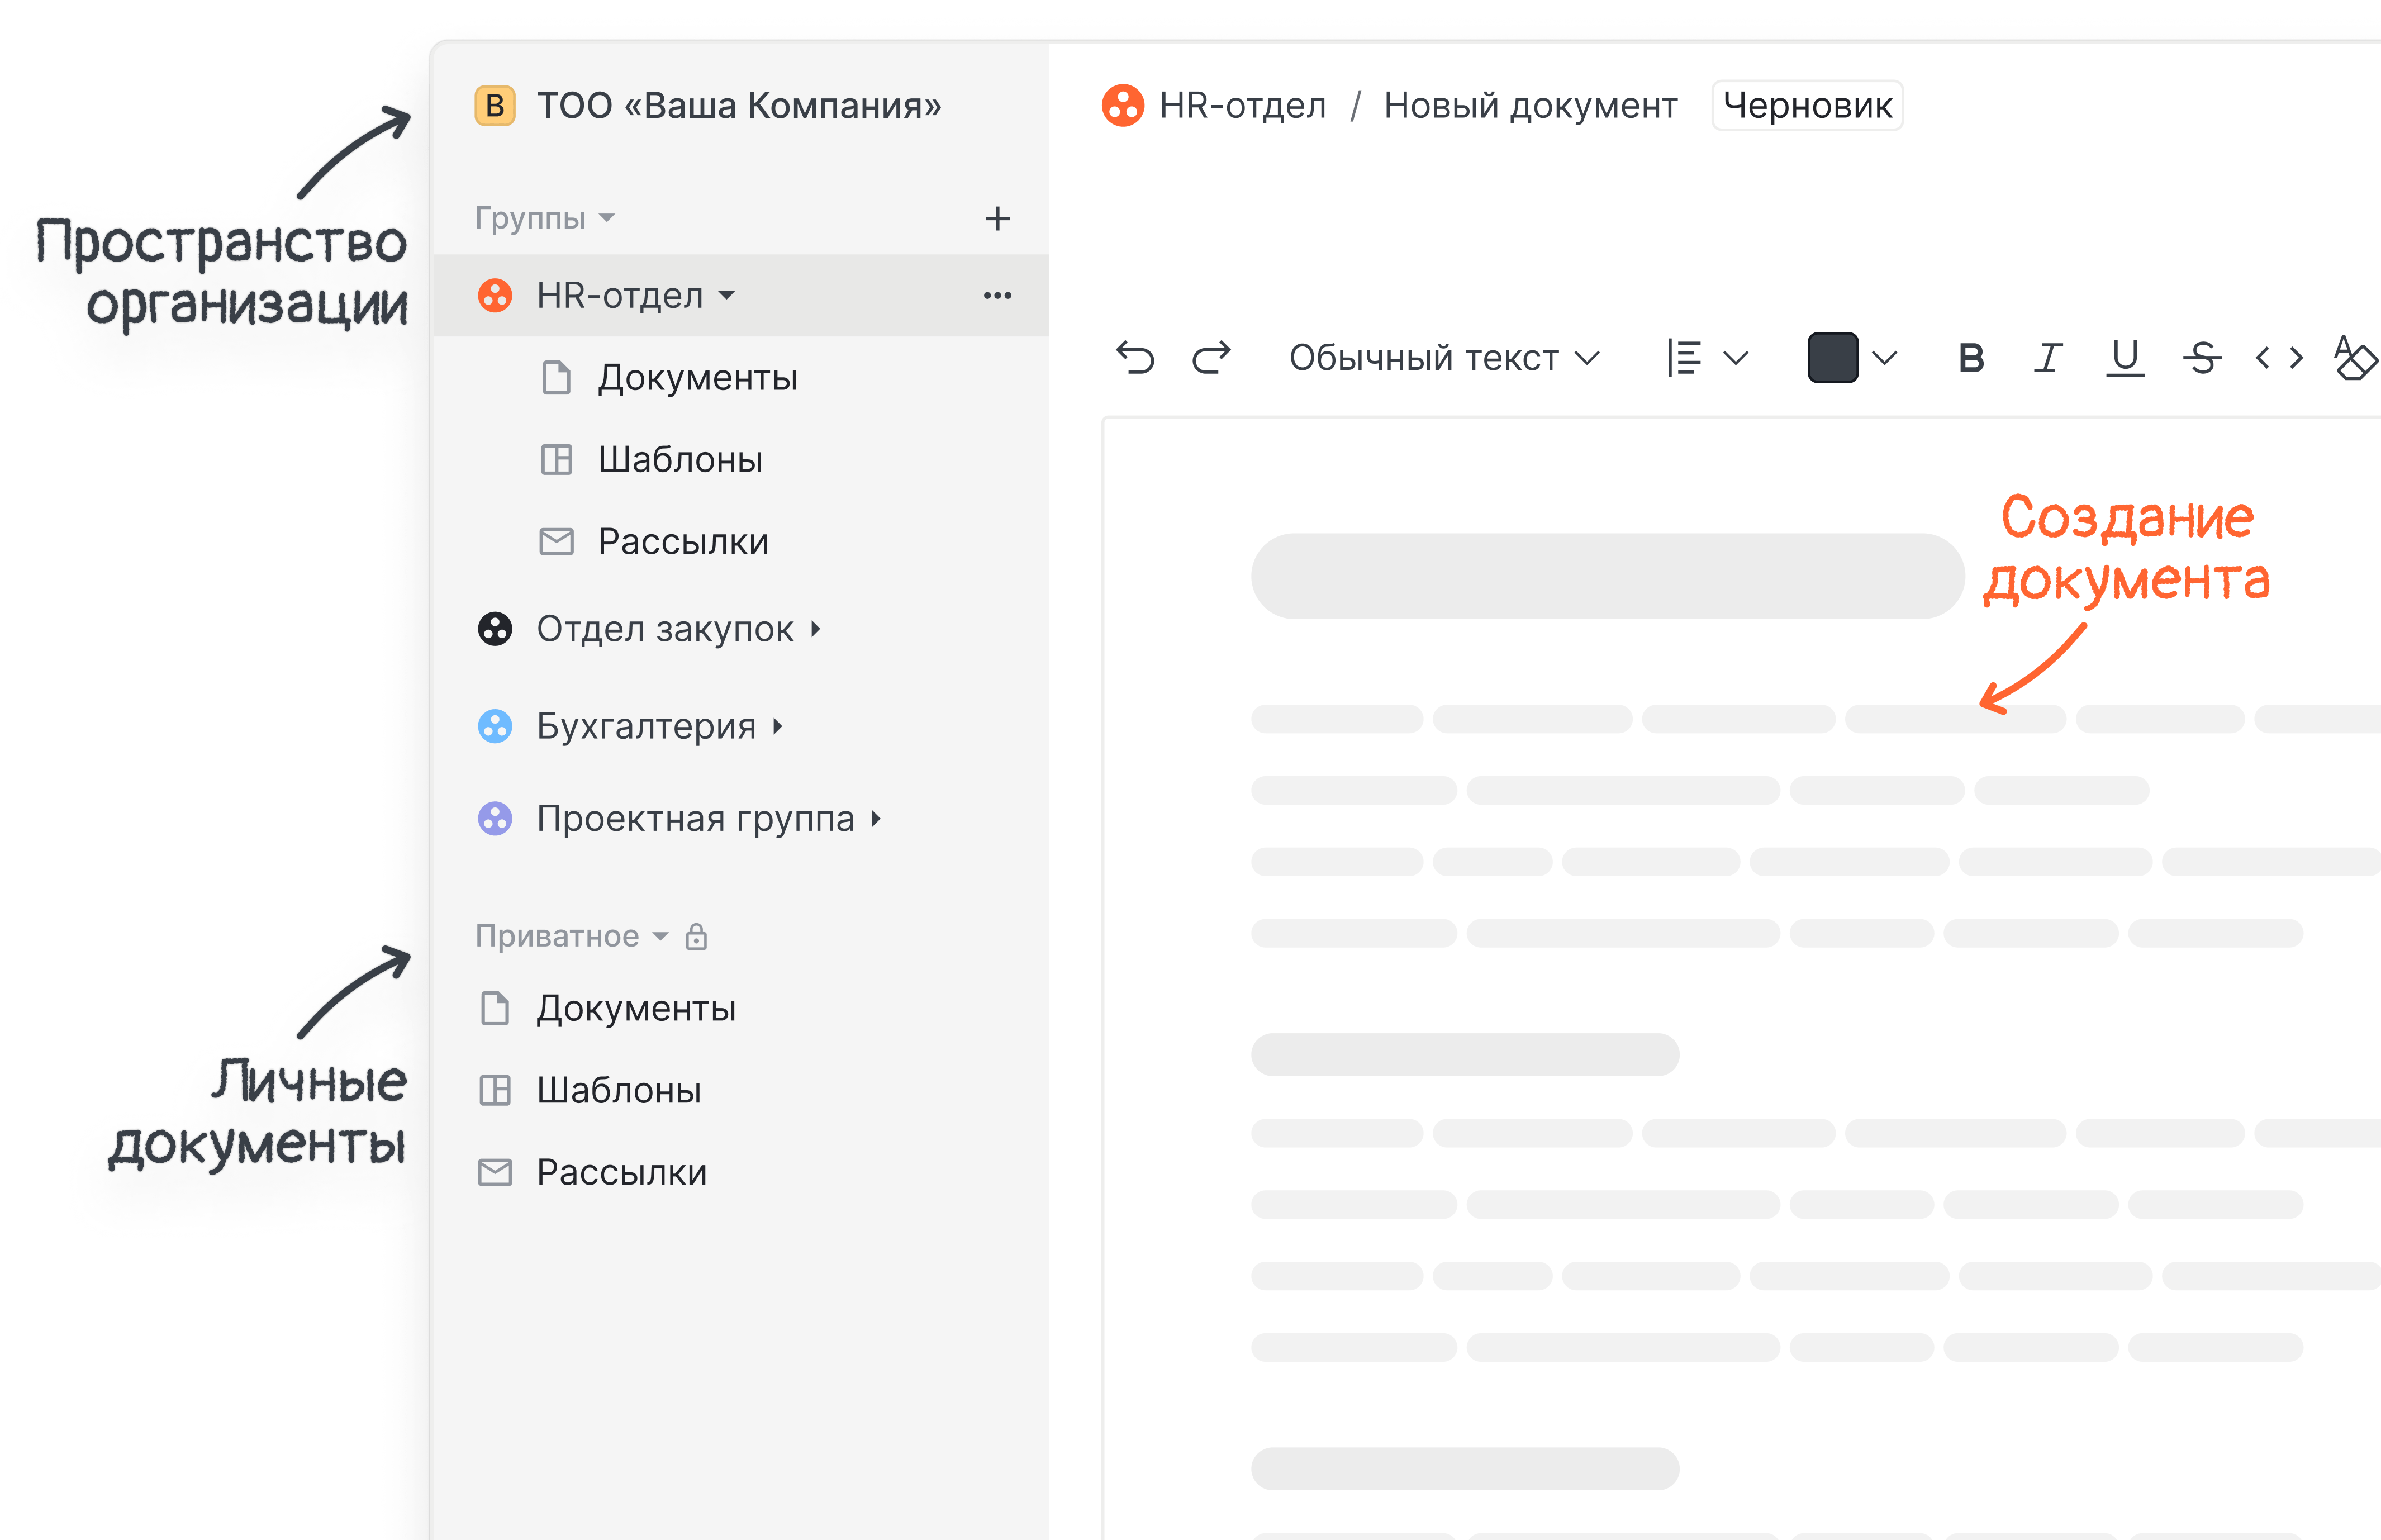 В ТОО «Ваша Компания»
HR-отдел / Новый документ Черновик
Пространство
организации
Группы
HR-отдел
Документы
Шаблоны
Рассылки
Отдел закупок
Бухгалтерия
Проектная группа
Личные
документы
Приватное
Документы
Шаблоны
Рассылки
Обычный текст B I U S A
Создание
документа